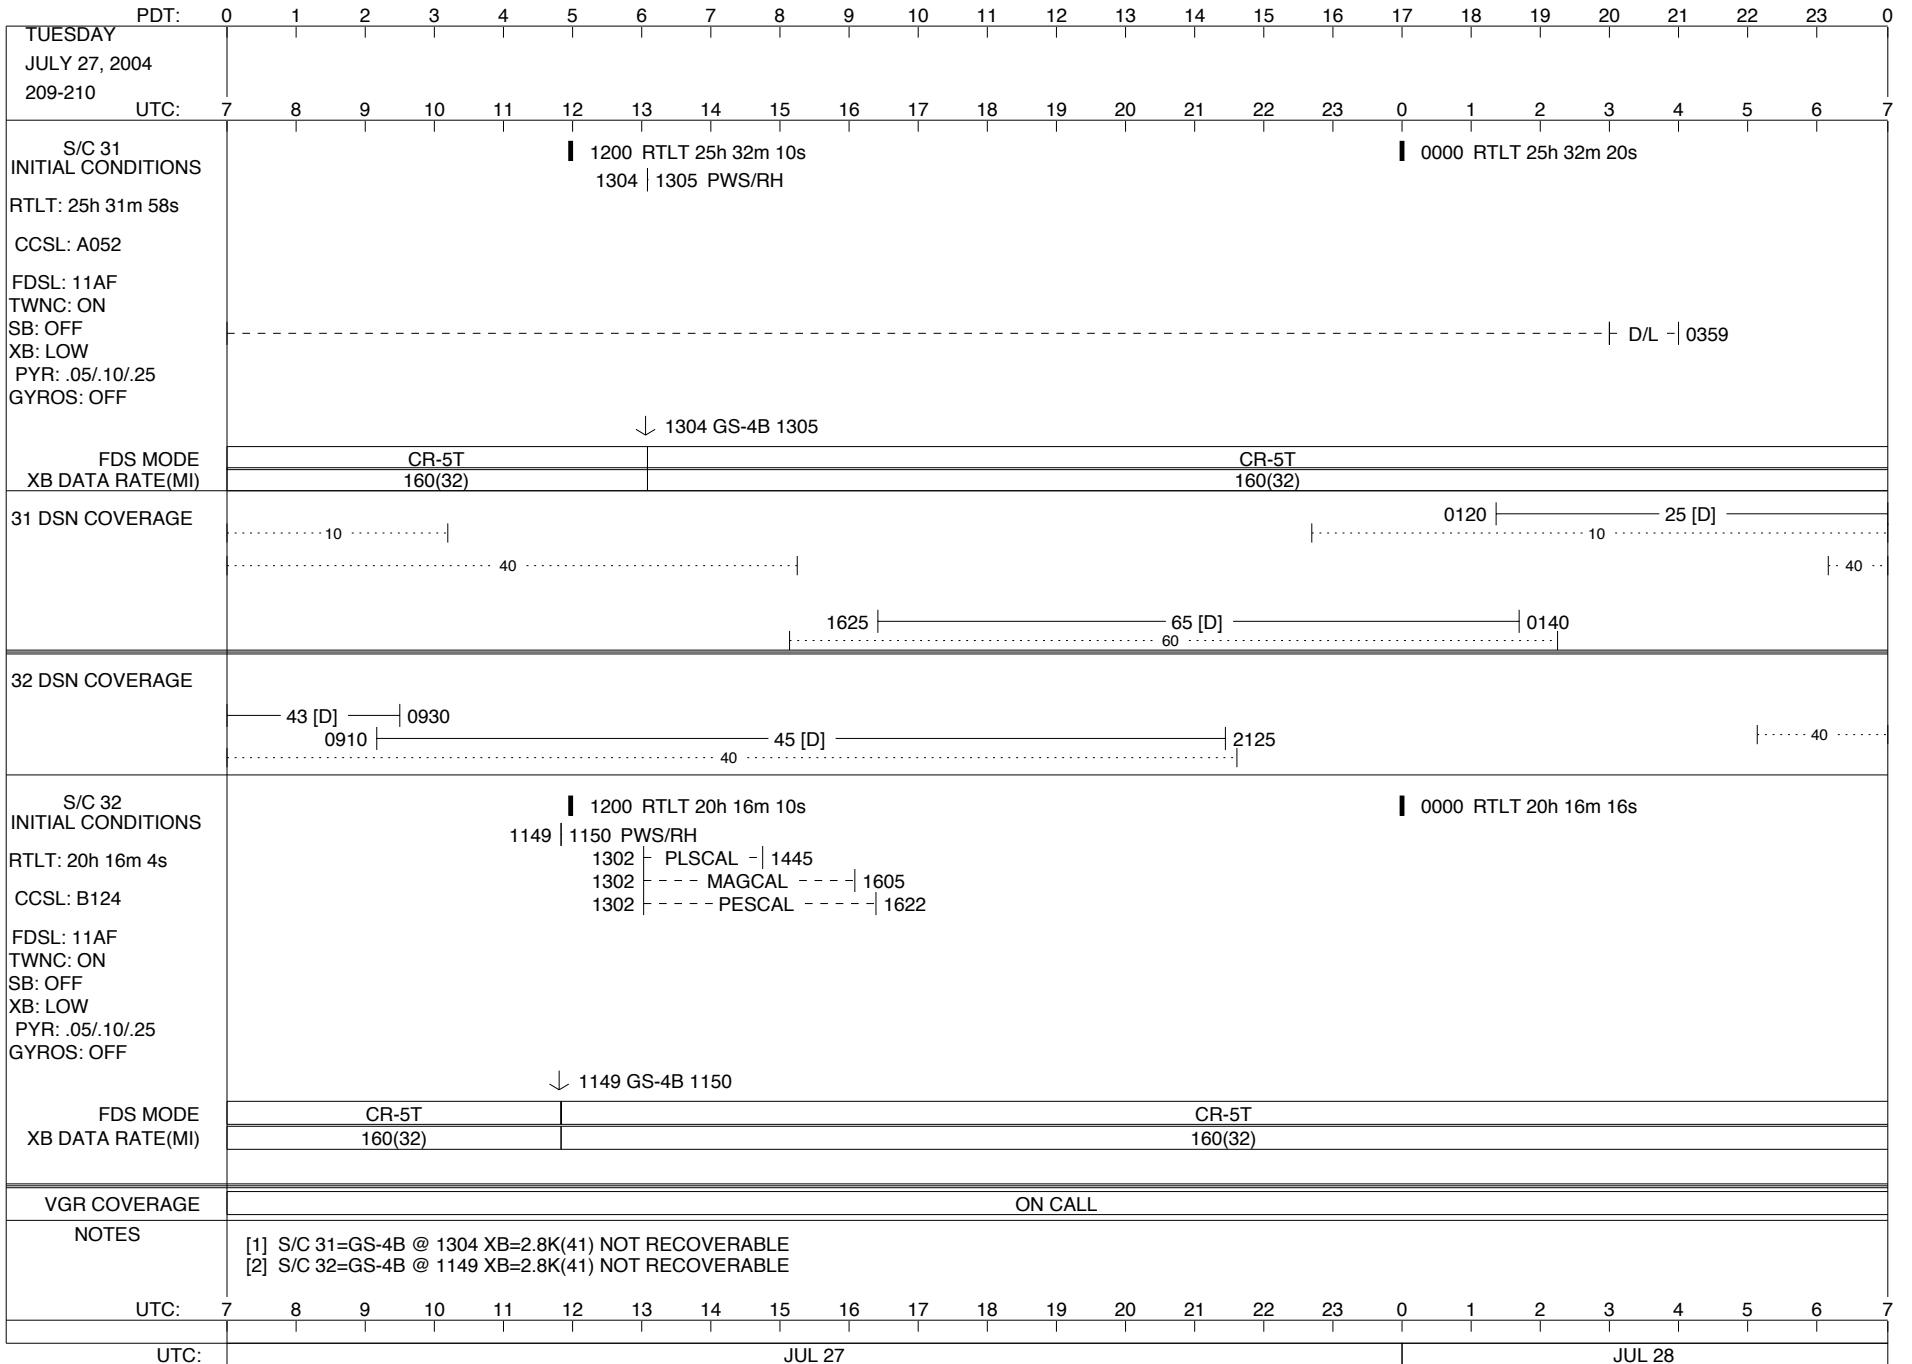 PDT: 0 1 2 3 4 5 6 7 8 9 10 11 12 13 14 15 16 17 18 19 20 21 22 23 0
TUESDAY
JULY 27, 2004
209-210
UTC: 7 8 9 10 11 12 13 14 15 16 17 18 19 20 21 22 23 0 1 2 3 4 5 6 7
S/C 31
INITIAL CONDITIONS
1200 RTLT 25h 32m 10s
0000 RTLT 25h 32m 20s
1304 1305 PWS/RH
RTLT: 25h 31m 58s
CCSL: A052
FDSL: 11AF
TWNC: ON
SB: OFF
D/L 0359
XB: LOW
PYR: .05/.10/.25
GYROS: OFF
1304 GS-4B 1305
FDS MODE CR-5T CR-5T
XB DATA RATE(MI) 160(32) 160(32)
31 DSN COVERAGE
0120 25 [D]
10 10
40 40
1625 65 [D] 0140
60
32 DSN COVERAGE
43 [D] 0930
0910 45 [D] 2125
40
40
S/C 32
INITIAL CONDITIONS
1200 RTLT 20h 16m 10s
0000 RTLT 20h 16m 16s
1149 1150 PWS/RH
RTLT: 20h 16m 4s
1302 PLSCAL 1445
1302 MAGCAL 1605
CCSL: B124
1302 PESCAL 1622
FDSL: 11AF
TWNC: ON
SB: OFF
XB: LOW
PYR: .05/.10/.25
GYROS: OFF
1149 GS-4B 1150
FDS MODE CR-5T CR-5T
XB DATA RATE(MI) 160(32) 160(32)
VGR COVERAGE ON CALL
NOTES
[1] S/C 31=GS-4B @ 1304 XB=2.8K(41) NOT RECOVERABLE
[2] S/C 32=GS-4B @ 1149 XB=2.8K(41) NOT RECOVERABLE
UTC: 7 8 9 10 11 12 13 14 15 16 17 18 19 20 21 22 23 0 1 2 3 4 5 6 7
UTC: JUL 27 JUL 28